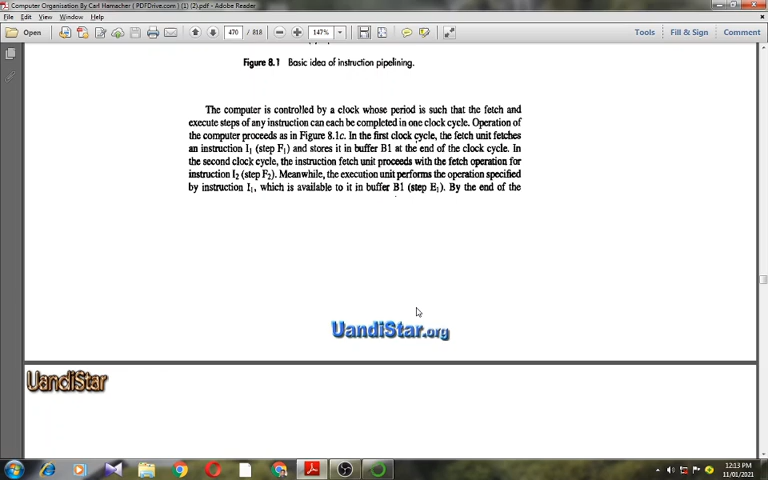 Computer Organisation By Carl Hamacher ( PDFDrive.com ) (1) (2).pdf - Adobe Reader
File Edit View Window Help
Open 470 / 818 147% Tools Fill & Sign Comment
Figure 8.1 Basic idea of instruction pipelining.
The computer is controlled by a clock whose period is such that the fetch and
execute steps of any instruction can each be completed in one clock cycle. Operation of
the computer proceeds as in Figure 8.1c. In the first clock cycle, the fetch unit fetches
an instruction I₁ (step F₁) and stores it in buffer B1 at the end of the clock cycle. In
the second clock cycle, the instruction fetch unit proceeds with the fetch operation for
instruction I₂ (step F₂). Meanwhile, the execution unit performs the operation specified
by instruction I₁, which is available to it in buffer B1 (step E₁). By the end of the
UandiStar.org
UandiStar
12:13 PM
11/01/2021